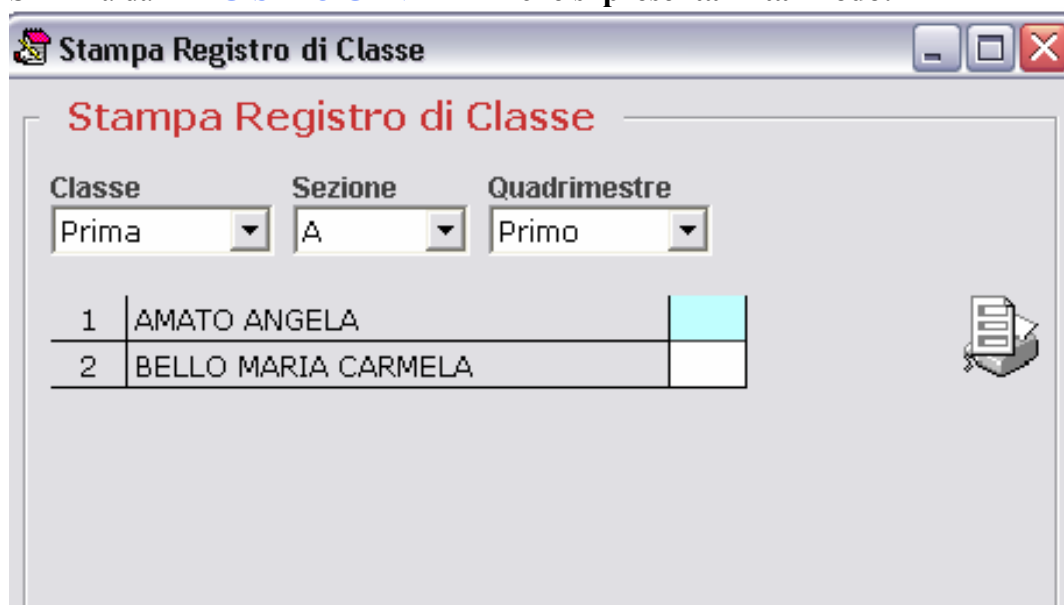 Stampa Registro di Classe
Stampa Registro di Classe
Classe Sezione Quadrimestre
Prima A Primo
1 AMATO ANGELA
2 BELLO MARIA CARMELA